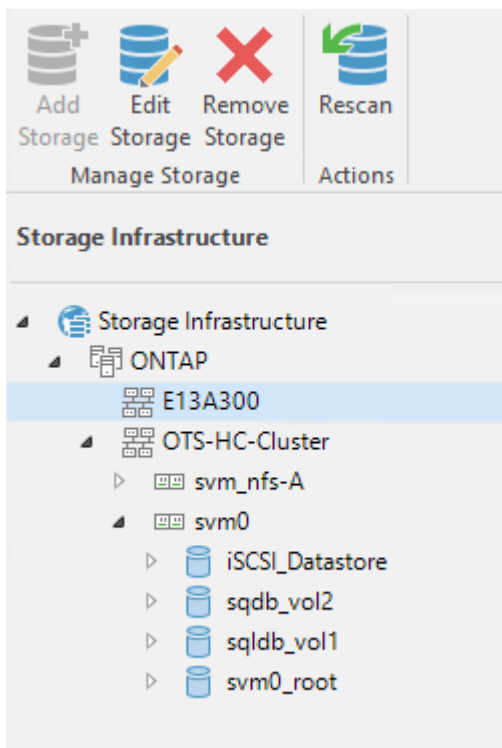 Add Edit Remove Rescan
Storage Storage Storage
Manage Storage Actions
Storage Infrastructure
Storage Infrastructure
ONTAP
E13A300
OTS-HC-Cluster
svm_nfs-A
svm0
iSCSI_Datastore
sqdb_vol2
sqldb_vol1
svm0_root